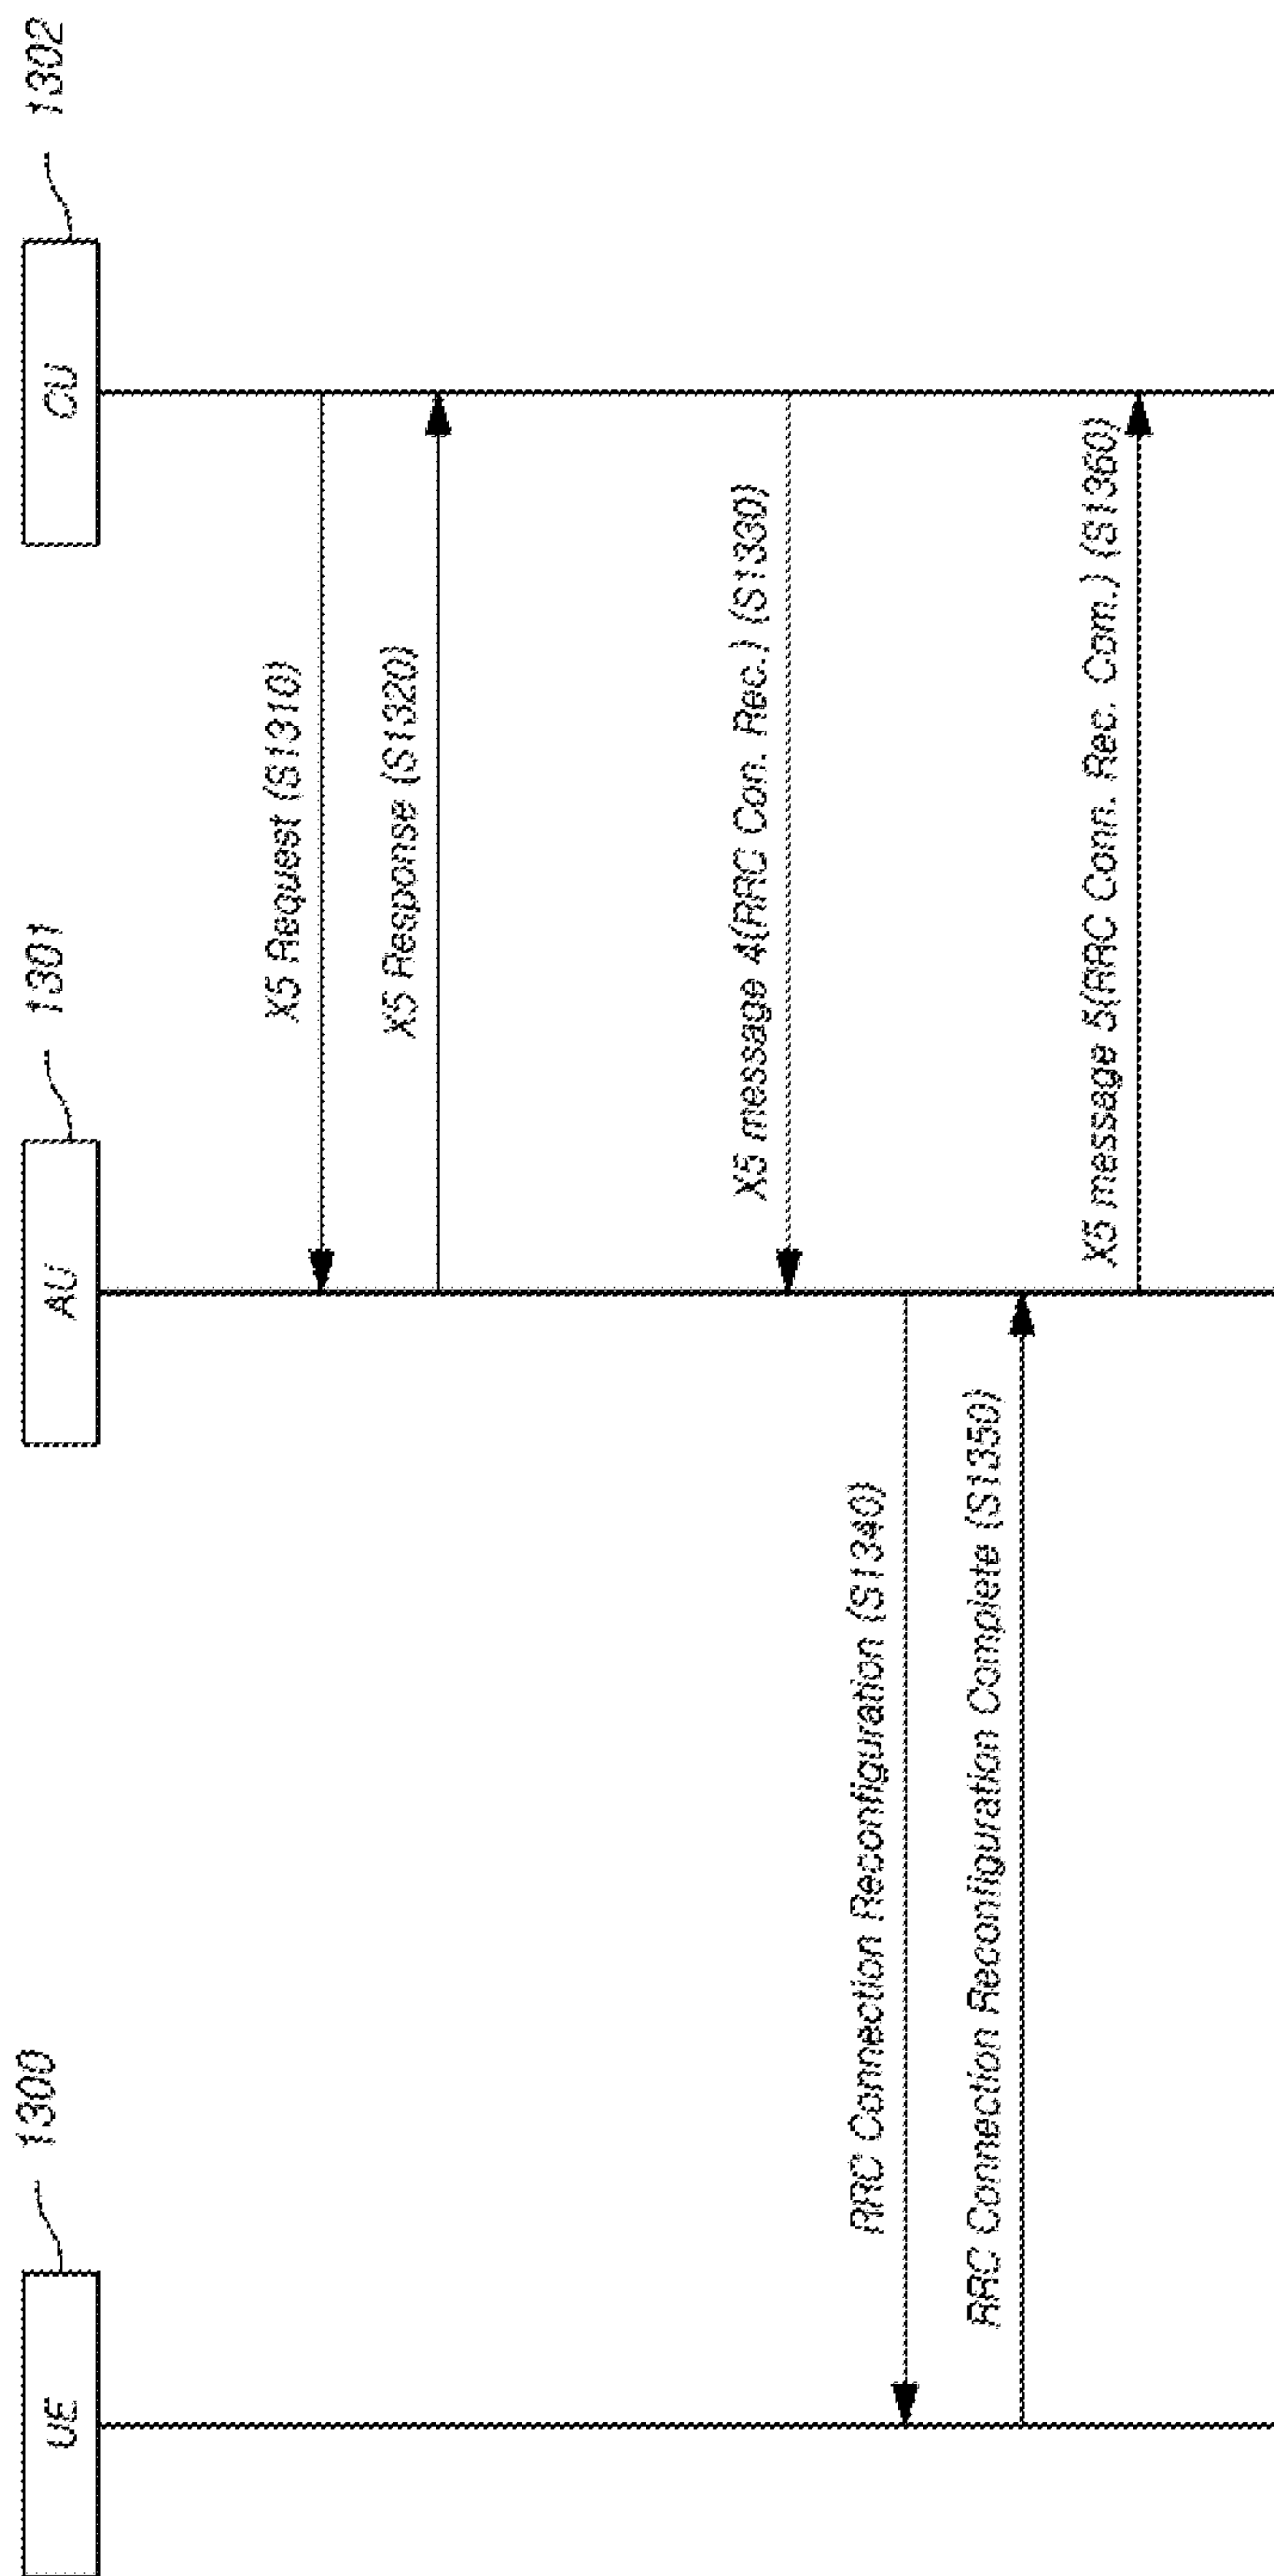 UE
1300
AU
1301
CU
1302
X5 Request (S1310)
X5 Response (S1320)
X5 message 4(RRC Con. Rec.) (S1330)
RRC Connection Reconfiguration (S1340)
RRC Connection Reconfiguration Complete (S1350)
X5 message 5(RRC Conn. Rec. Com.) (S1360)